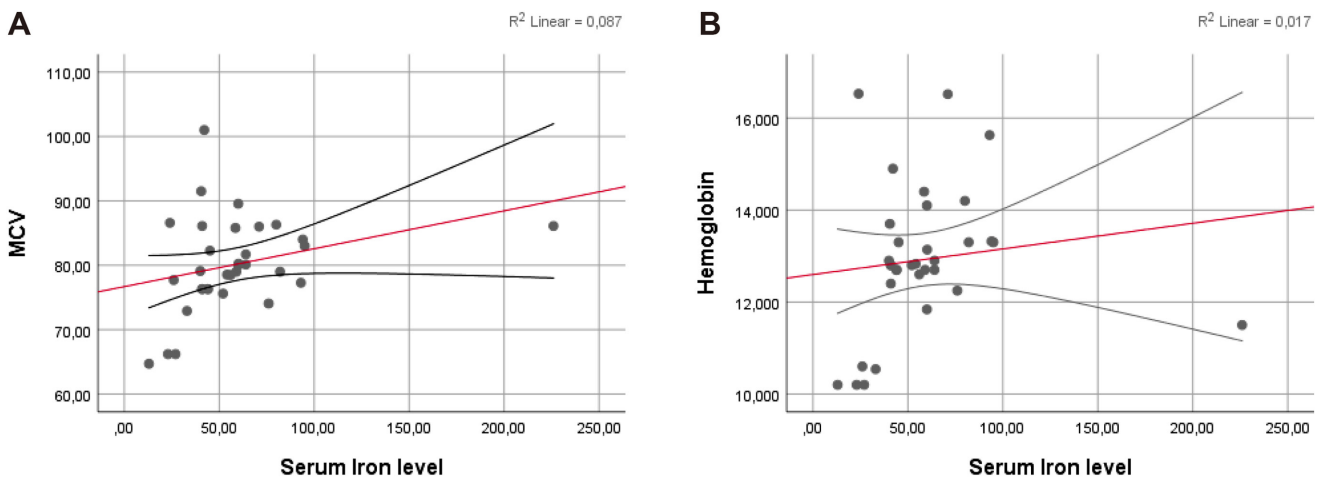 A
R2 Linear = 0,087
MCV
110,00
100,00
90,00
80,00
70,00
60,00
,00 50,00 100,00 150,00 200,00 250,00
Serum Iron level
B
R2 Linear = 0,017
Hemoglobin
16,000
14,000
12,000
10,000
,00 50,00 100,00 150,00 200,00 250,00
Serum Iron level